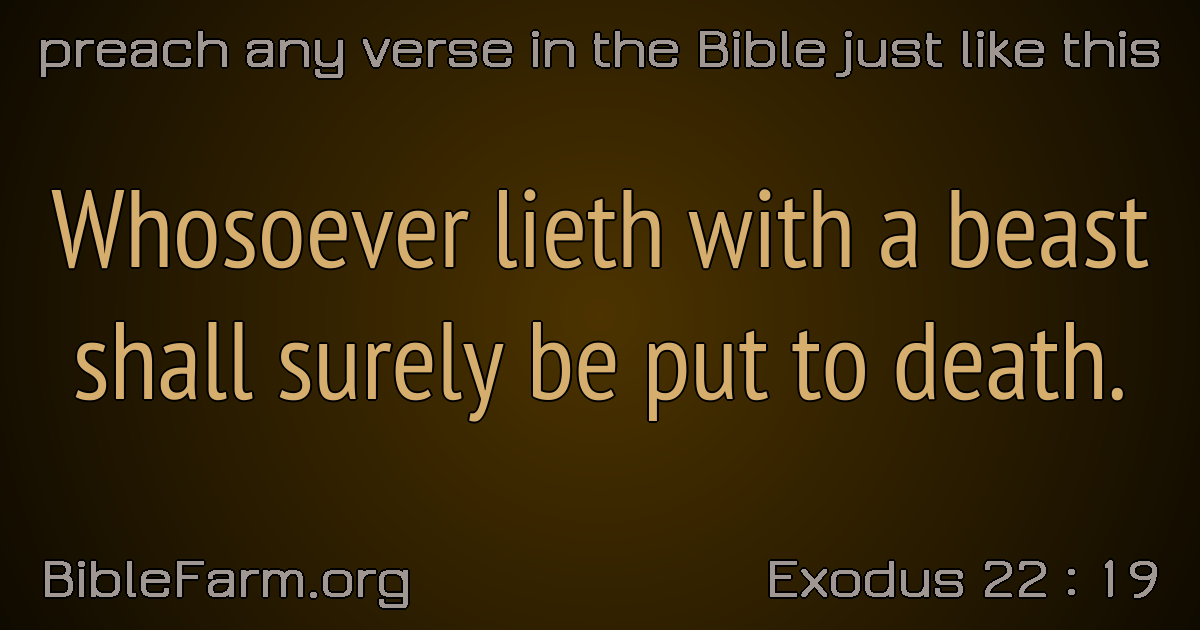 preach any verse in the Bible just like this
Whosoever lieth with a beast
shall surely be put to death.
BibleFarm.org
Exodus 22 : 19